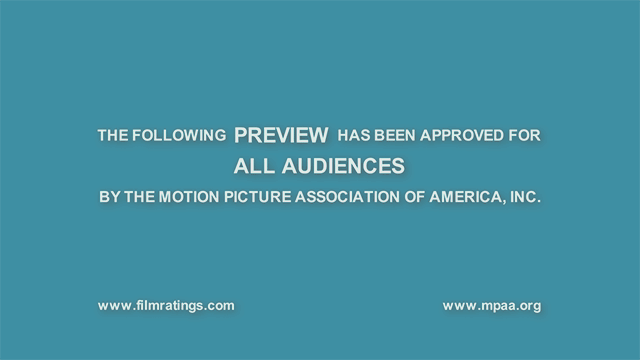 THE FOLLOWING PREVIEW HAS BEEN APPROVED FOR
ALL AUDIENCES
BY THE MOTION PICTURE ASSOCIATION OF AMERICA, INC.
www.filmratings.com www.mpaa.org